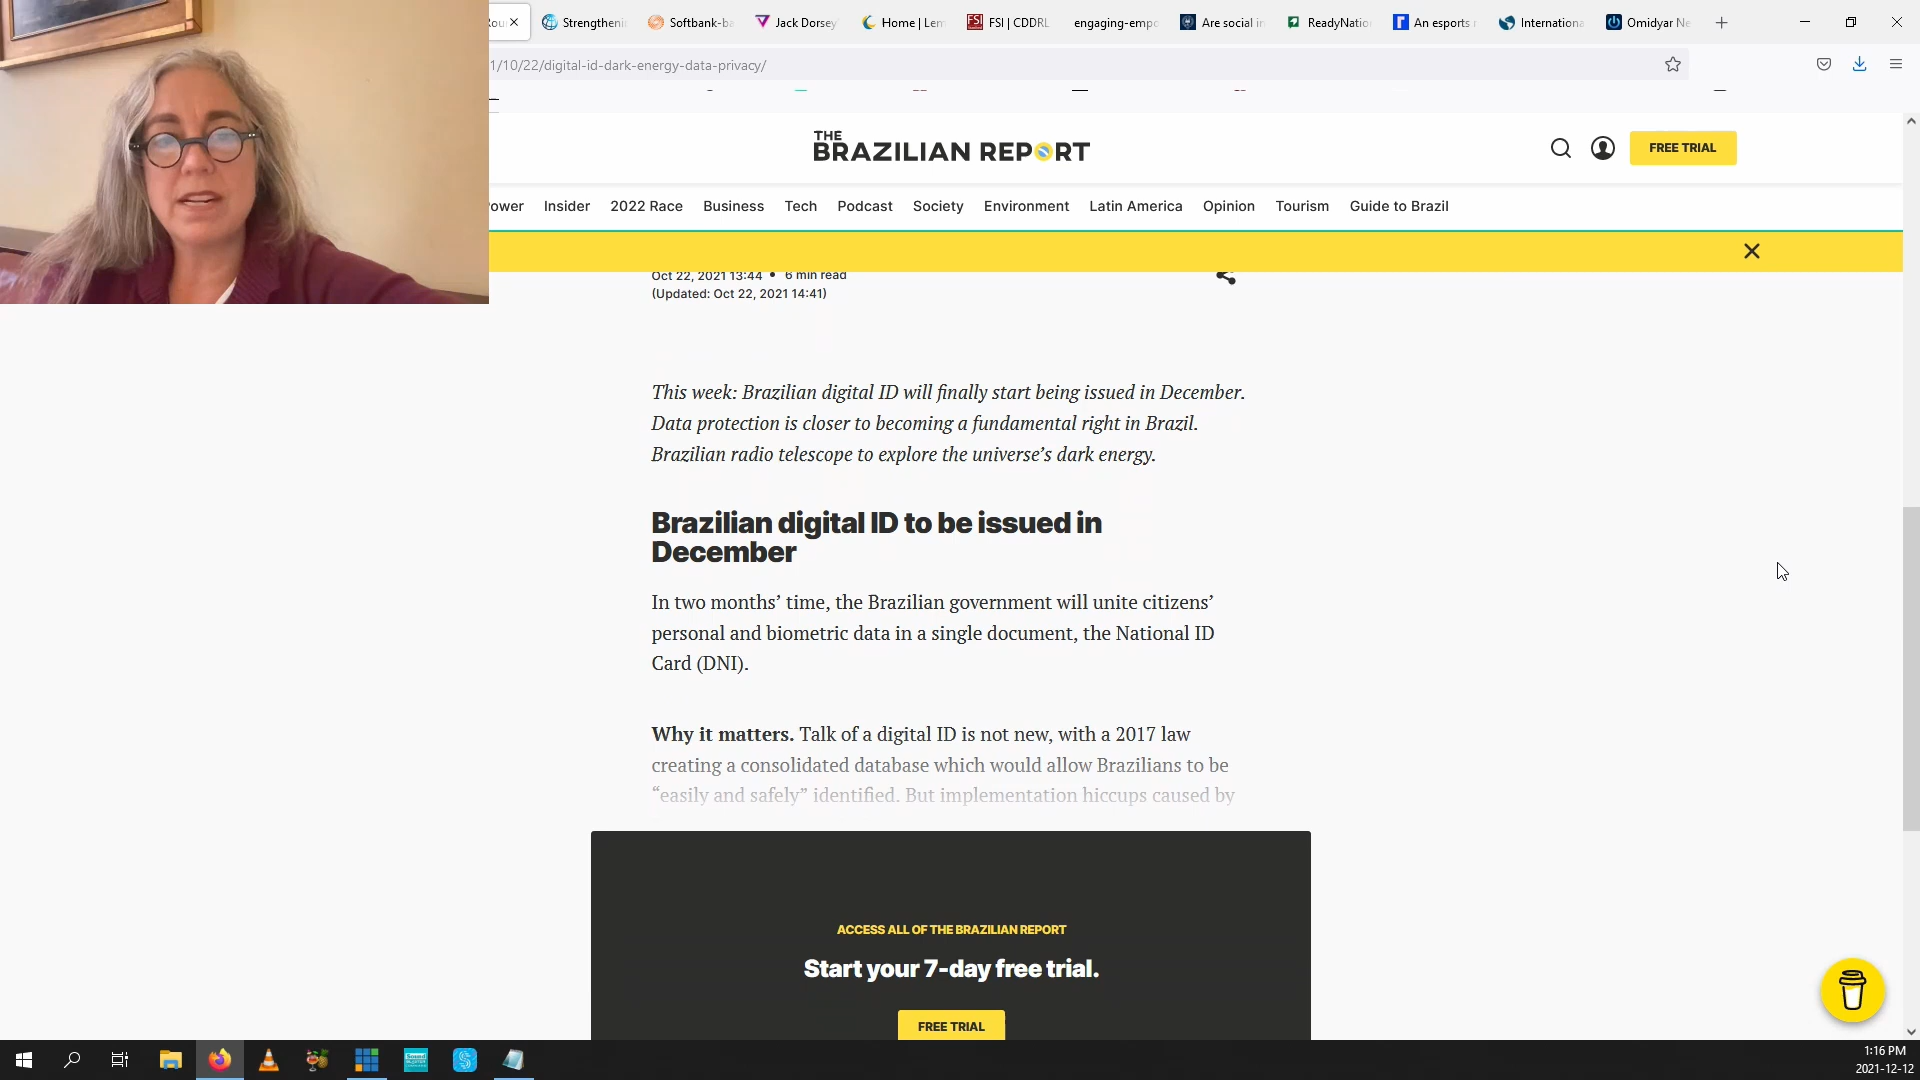 Strengthenin
Softbank-ba
Jack Dorsey
Home | Lem
FSI | CDDRL
engaging-empo
Are social in
ReadyNatio
An esports r
Internationa
Omidyar Ne
1/10/22/digital-id-dark-energy-data-privacy/
THE
BRAZILIAN REPORT
FREE TRIAL
ower Insider 2022 Race Business Tech Podcast Society Environment Latin America Opinion Tourism Guide to Brazil
Oct 22, 2021 13:44 • 6 min read
(Updated: Oct 22, 2021 14:41)
This week: Brazilian digital ID will finally start being issued in December.
Data protection is closer to becoming a fundamental right in Brazil.
Brazilian radio telescope to explore the universe’s dark energy.
Brazilian digital ID to be issued in
December
In two months’ time, the Brazilian government will unite citizens’
personal and biometric data in a single document, the National ID
Card (DNI).
Why it matters. Talk of a digital ID is not new, with a 2017 law
creating a consolidated database which would allow Brazilians to be
“easily and safely” identified. But implementation hiccups caused by
ACCESS ALL OF THE BRAZILIAN REPORT
Start your 7-day free trial.
FREE TRIAL
1:16 PM
2021-12-12